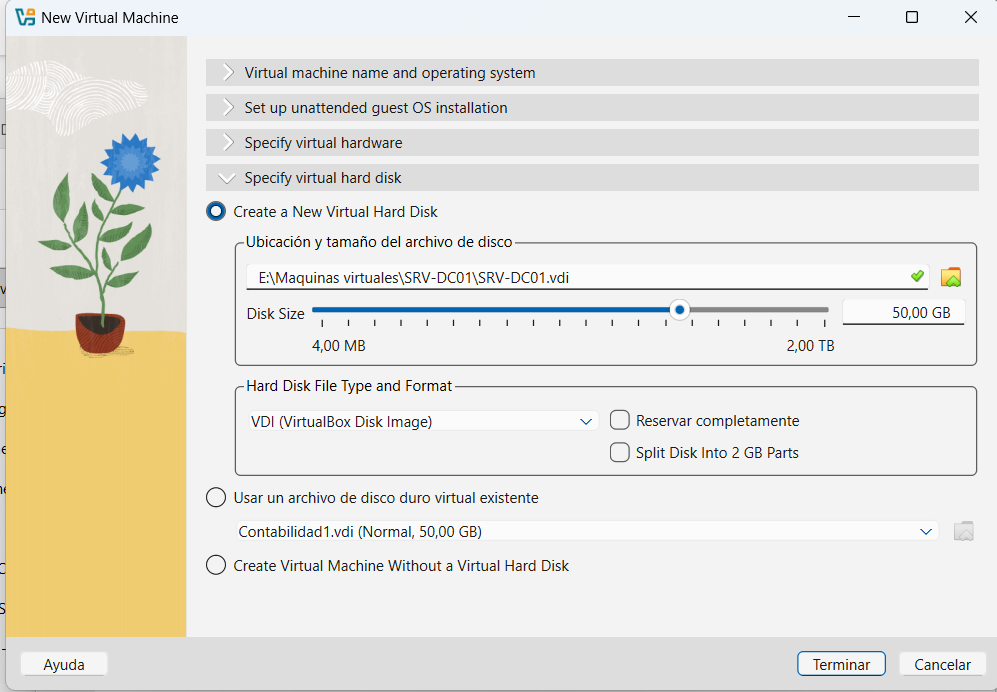 New Virtual Machine
Virtual machine name and operating system
Set up unattended guest OS installation
Specify virtual hardware
Specify virtual hard disk
Create a New Virtual Hard Disk
Ubicación y tamaño del archivo de disco
E:\Maquinas virtuales\SRV-DC01\SRV-DC01.vdi
Disk Size
50,00 GB
4,00 MB
2,00 TB
Hard Disk File Type and Format
VDI (VirtualBox Disk Image)
Reservar completamente
Split Disk Into 2 GB Parts
Usar un archivo de disco duro virtual existente
Contabilidad1.vdi (Normal, 50,00 GB)
Create Virtual Machine Without a Virtual Hard Disk
Ayuda
Terminar
Cancelar